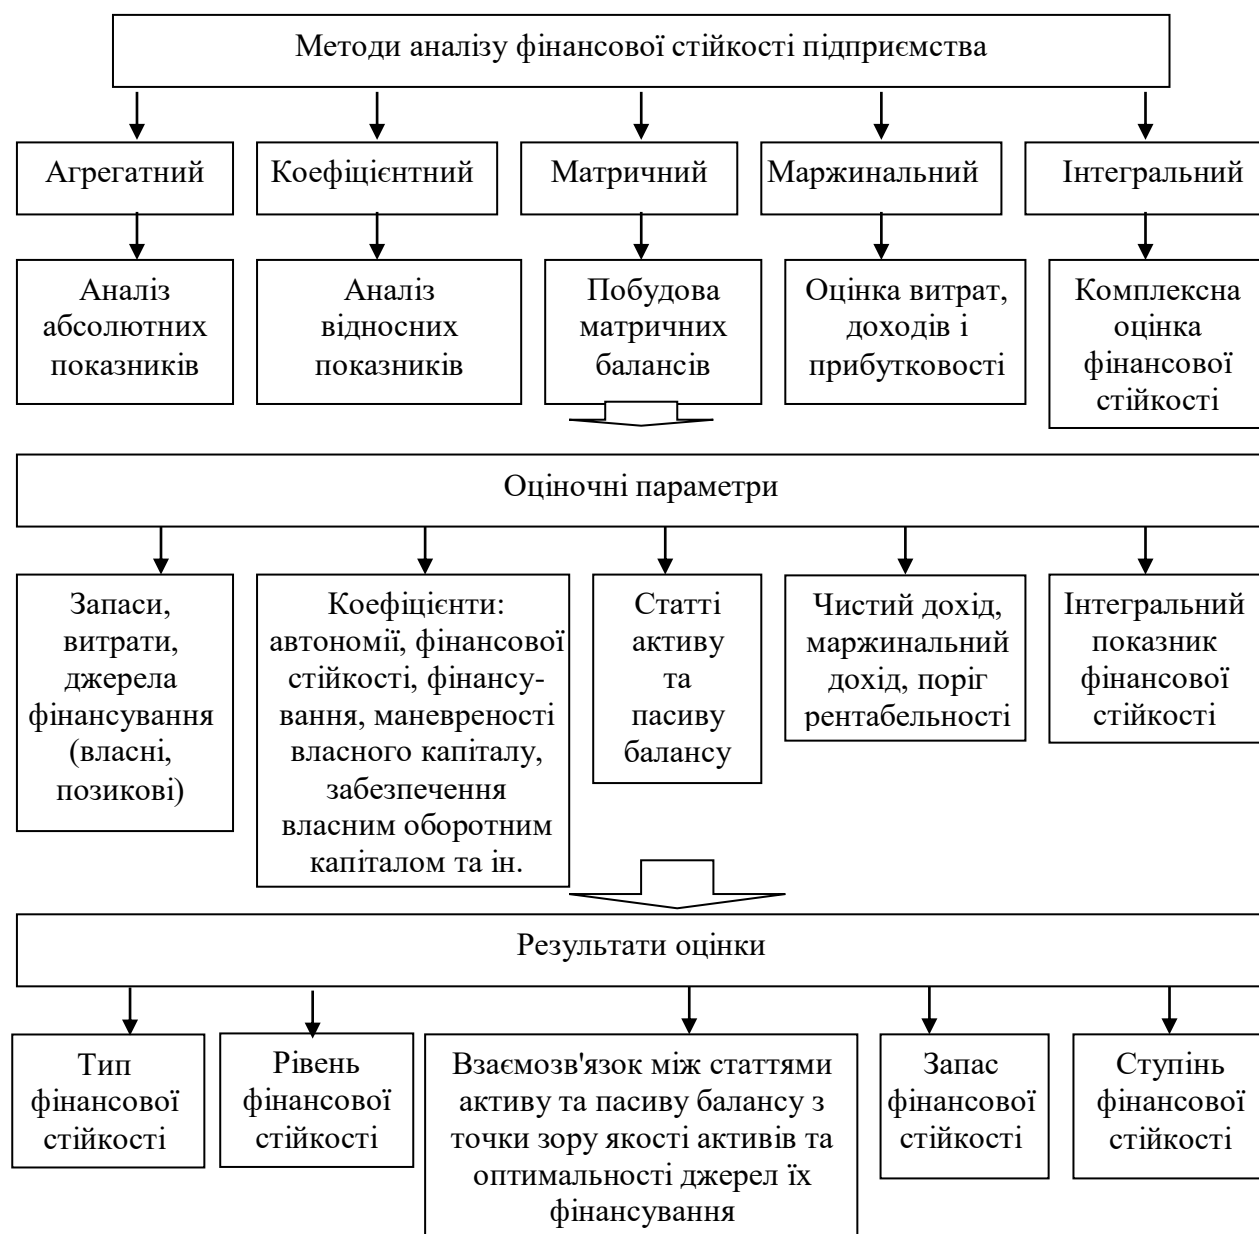 Методи аналізу фінансової стійкості підприємства
Агрегатний
Коефіцієнтний
Матричний
Маржинальний
Інтегральний
Аналіз
абсолютних
показників
Аналіз
відносних
показників
Побудова
матричних
балансів
Оцінка витрат,
доходів і
прибутковості
Комплексна
оцінка
фінансової
стійкості
Оціночні параметри
Запаси,
витрати,
джерела
фінансування
(власні,
позикові)
Коефіцієнти:
автономії, фінансової
стійкості, фінансу-
вання, маневреності
власного капіталу,
забезпечення
власним оборотним
капіталом та ін.
Статті
активу
та
пасиву
балансу
Чистий дохід,
маржинальний
дохід, поріг
рентабельності
Інтегральний
показник
фінансової
стійкості
Результати оцінки
Тип
фінансової
стійкості
Рівень
фінансової
стійкості
Взаємозв'язок між статтями
активу та пасиву балансу з
точки зору якості активів та
оптимальності джерел їх
фінансування
Запас
фінансової
стійкості
Ступінь
фінансової
стійкості